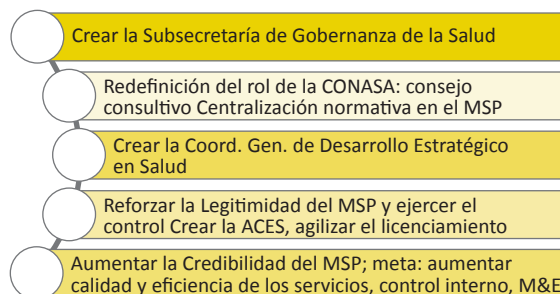 Crear la Subsecretaría de Gobernanza de la Salud
Redefinición del rol de la CONASA: consejo
consultivo Centralización normativa en el MSP
Crear la Coord. Gen. de Desarrollo Estratégico
en Salud
Reforzar la Legitimidad del MSP y ejercer el
control Crear la ACES, agilizar el licenciamiento
Aumentar la Credibilidad del MSP; meta: aumentar
calidad y eficiencia de los servicios, control interno, M&E